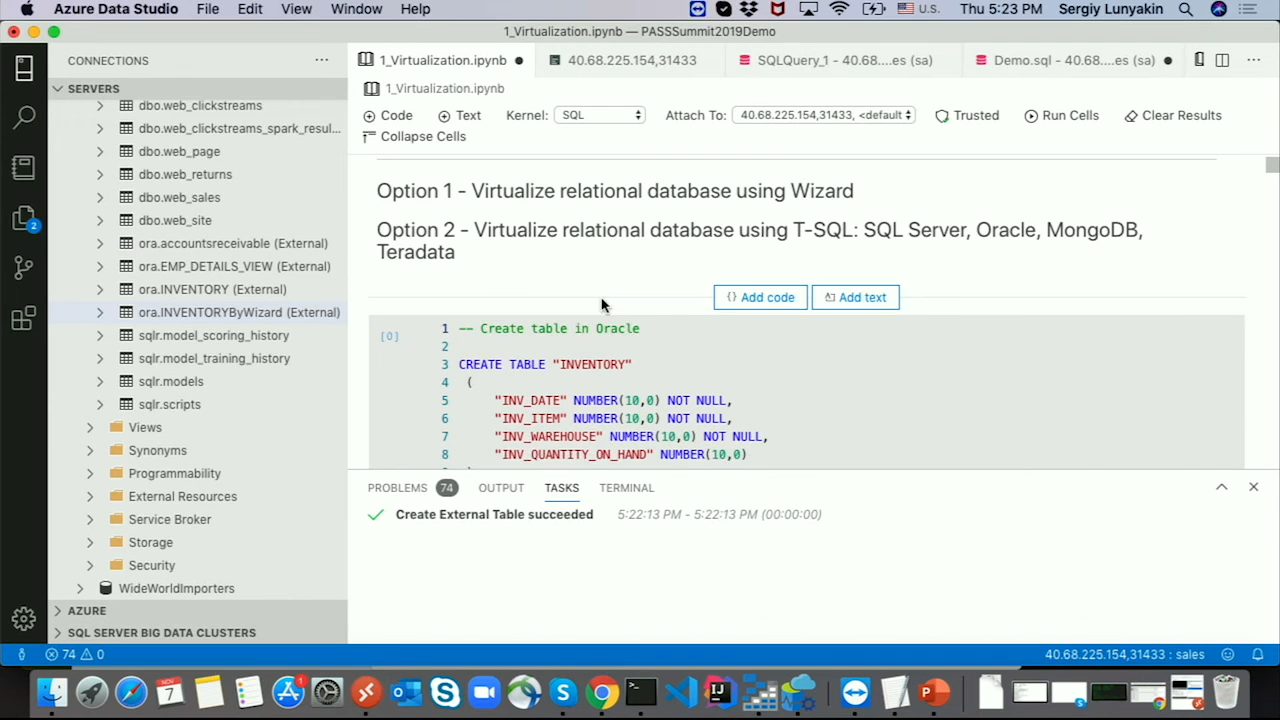 Azure Data Studio File Edit View Window Help U.S. Thu 5:23 PM Sergiy Lunyakin
1_Virtualization.ipynb — PASSSummit2019Demo
CONNECTIONS ···
1_Virtualization.ipynb ● 40.68.225.154,31433 SQLQuery_1 - 40.68....es (sa) Demo.sql - 40.68....es (sa) ● ···
SERVERS
1_Virtualization.ipynb
dbo.web_clickstreams
dbo.web_clickstreams_spark_resul...
dbo.web_page
dbo.web_returns
dbo.web_sales
dbo.web_site
ora.accountsreceivable (External)
ora.EMP_DETAILS_VIEW (External)
ora.INVENTORY (External)
ora.INVENTORYByWizard (External)
sqlr.model_scoring_history
sqlr.model_training_history
sqlr.models
sqlr.scripts
Views
Synonyms
Programmability
External Resources
Service Broker
Storage
Security
WideWorldImporters
AZURE
SQL SERVER BIG DATA CLUSTERS
2
Code Text Kernel: SQL Attach To: 40.68.225.154,31433, <default Trusted Run Cells Clear Results
Collapse Cells
Option 1 - Virtualize relational database using Wizard
Option 2 - Virtualize relational database using T-SQL: SQL Server, Oracle, MongoDB,
Teradata
{} Add code Add text
[0]
1 -- Create table in Oracle
2
3 CREATE TABLE "INVENTORY"
4 (
5 "INV_DATE" NUMBER(10,0) NOT NULL,
6 "INV_ITEM" NUMBER(10,0) NOT NULL,
7 "INV_WAREHOUSE" NUMBER(10,0) NOT NULL,
8 "INV_QUANTITY_ON_HAND" NUMBER(10,0)
PROBLEMS 74 OUTPUT TASKS TERMINAL
Create External Table succeeded 5:22:13 PM - 5:22:13 PM (00:00:00)
74 0 40.68.225.154,31433 : sales
NOV
7
1